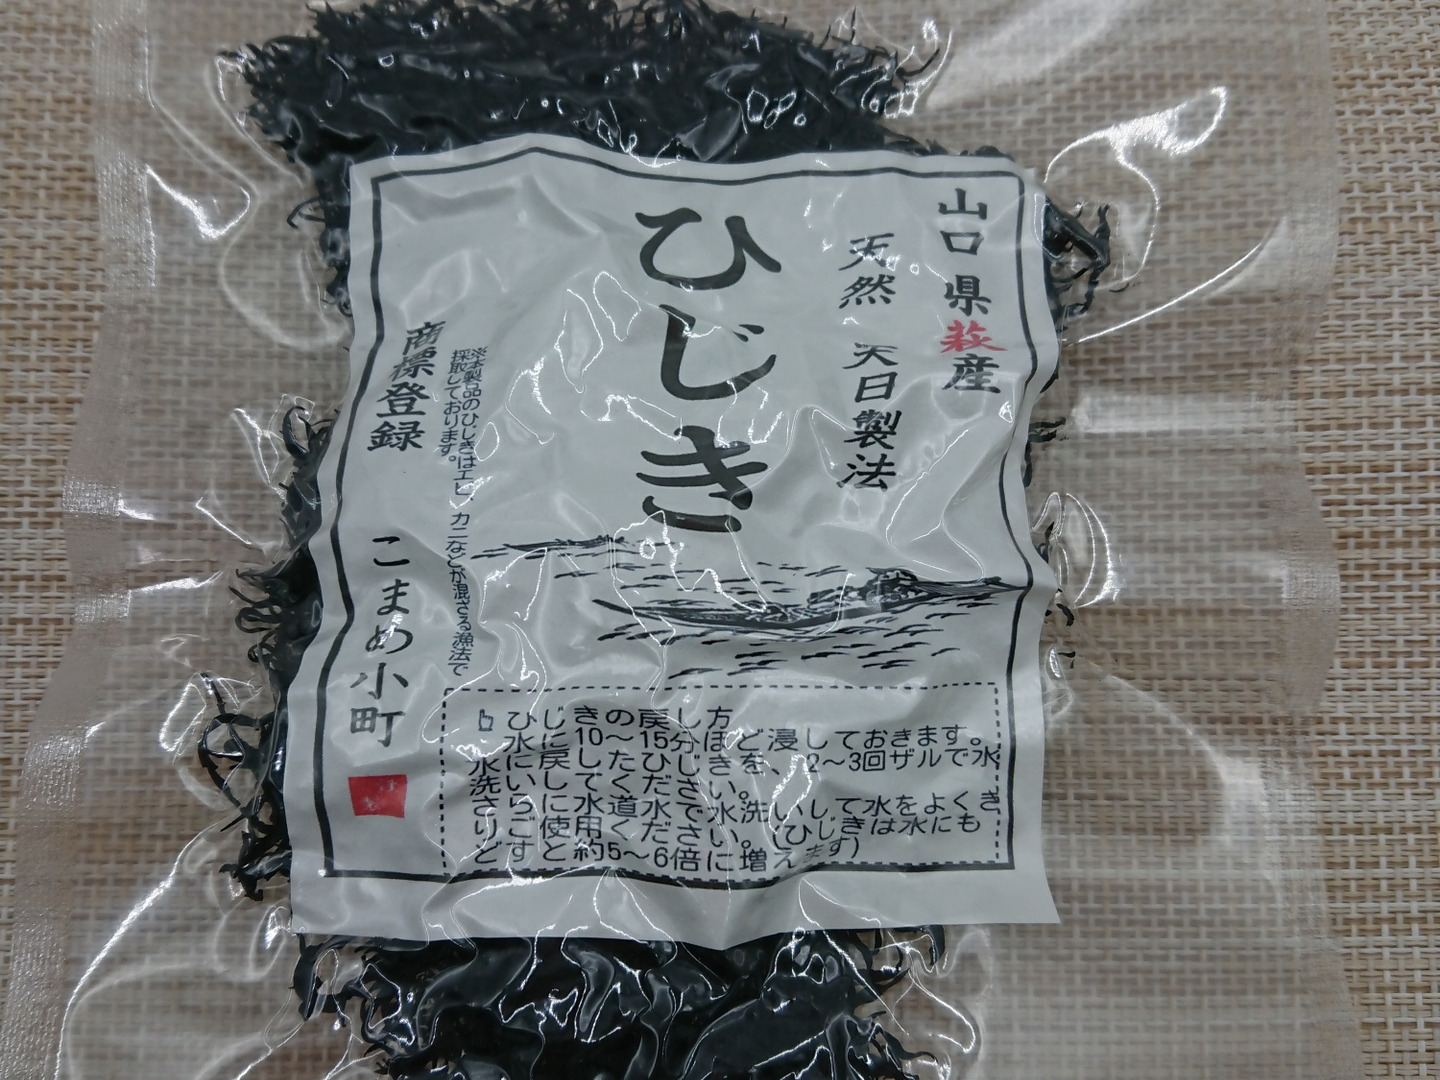 山口県萩産
天然 天日製法
ひじき
※本製品のひじきはエビ、カニなどが混ざる漁法で
採取しております。
商標登録 こまめ小町
ひじきの戻し方
水に10〜15分ほど浸しておきます。
水に戻したひじきを、2〜3回ザルで水
洗いしてください。
さらに水道水で水洗いして水をよくき
りご使用ください。(ひじきは水にも
どすと約5〜6倍に増えます)